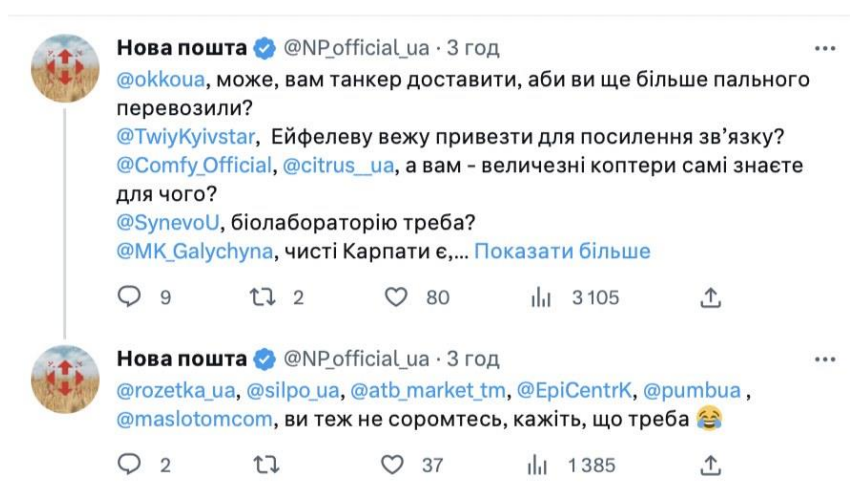 Нова пошта @NP_official_ua · 3 год
@okkoua, може, вам танкер доставити, аби ви ще більше пального
перевозили?
@TwiyKyivstar, Ейфелеву вежу привезти для посилення зв’язку?
@Comfy_Official, @citrus__ua, а вам - величезні коптери самі знаєте
для чого?
@SynevoU, біолабораторію треба?
@MK_Galychyna, чисті Карпати є,... Показати більше
9 2 80 3 105
Нова пошта @NP_official_ua · 3 год
@rozetka_ua, @silpo_ua, @atb_market_tm, @EpiCentrK, @pumbua ,
@maslotomcom, ви теж не соромтесь, кажіть, що треба 😂
2 37 1 385